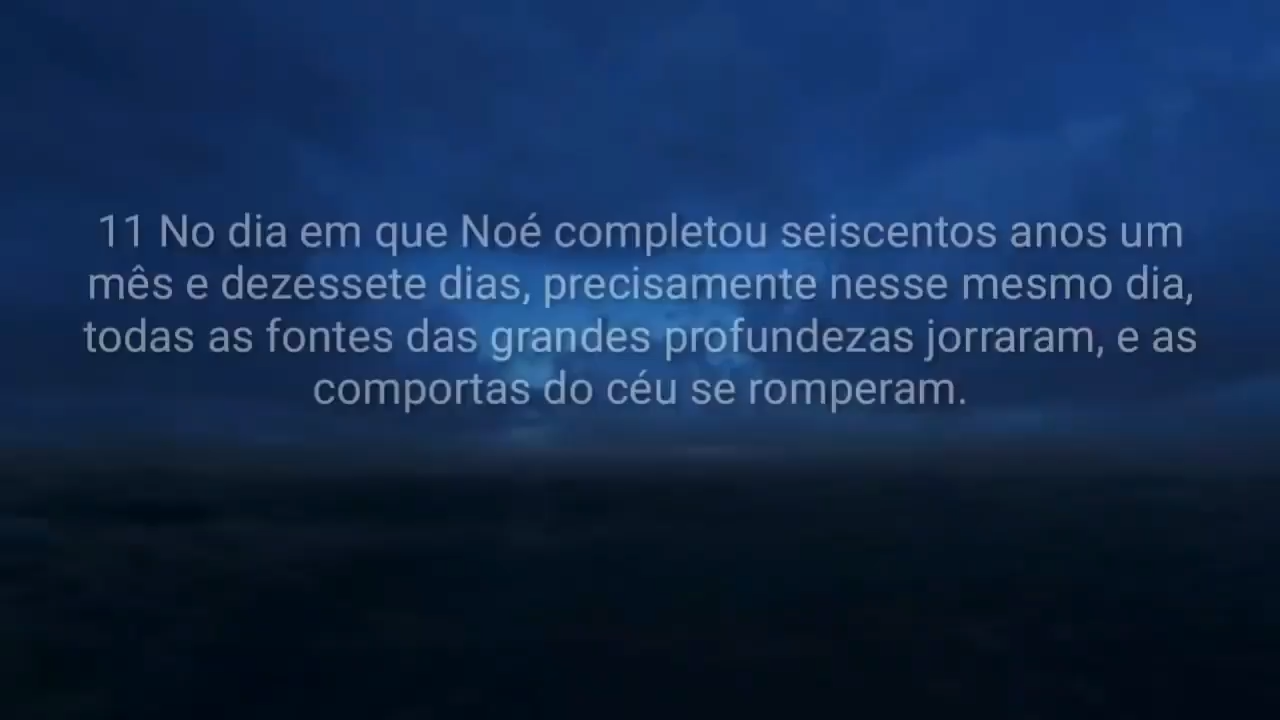 11 No dia em que Noé completou seiscentos anos um
mês e dezessete dias, precisamente nesse mesmo dia,
todas as fontes das grandes profundezas jorraram, e as
comportas do céu se romperam.